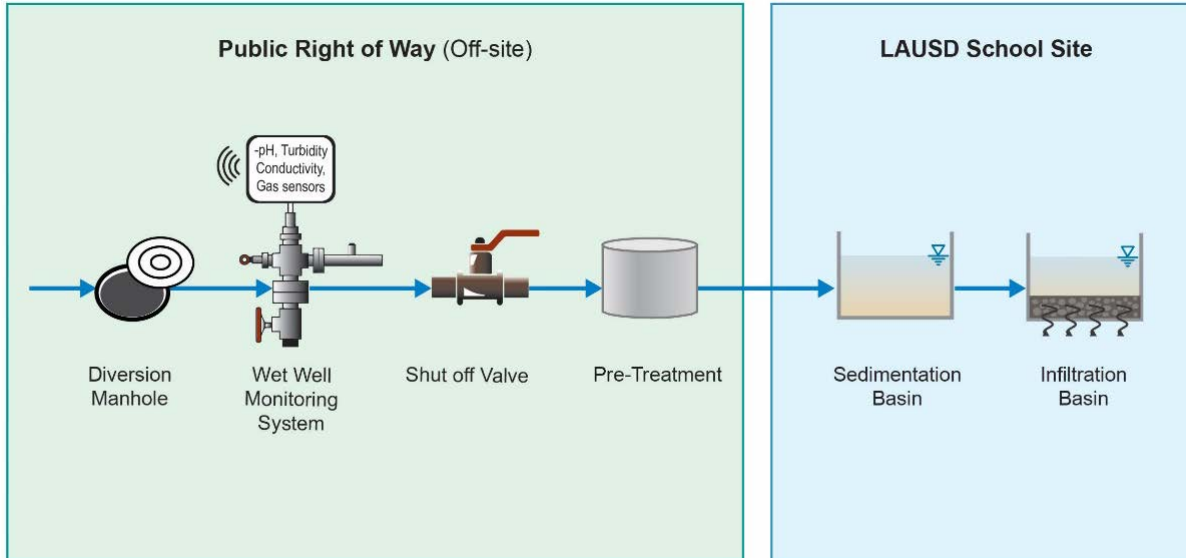 Public Right of Way (Off-site)
LAUSD School Site
-pH, Turbidity
Conductivity,
Gas sensors
Diversion
Manhole
Wet Well
Monitoring
System
Shut off Valve
Pre-Treatment
Sedimentation
Basin
Infiltration
Basin